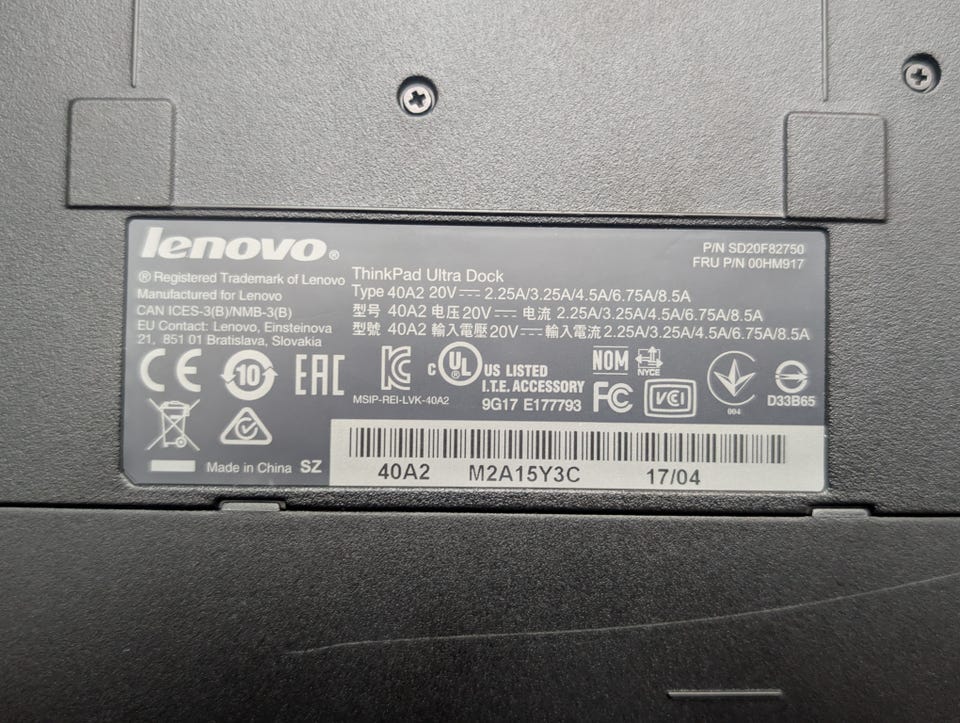 lenovo®
P/N SD20F82750
FRU P/N 00HM917
® Registered Trademark of Lenovo
Manufactured for Lenovo
CAN ICES-3(B)/NMB-3(B)
EU Contact: Lenovo, Einsteinova
21, 851 01 Bratislava, Slovakia
ThinkPad Ultra Dock
Type 40A2 20V⎓ 2.25A/3.25A/4.5A/6.75A/8.5A
型号 40A2 电压 20V⎓ 电流 2.25A/3.25A/4.5A/6.75A/8.5A
型號 40A2 輸入電壓 20V⎓ 輸入電流 2.25A/3.25A/4.5A/6.75A/8.5A
CE 10 EAC KC
MSIP-REI-LVK-40A2
c UL® US LISTED
I.T.E. ACCESSORY
9G17 E177793
NOM NYCE
FC VCI
004
D33B65
Made in China SZ
40A2 M2A15Y3C 17/04